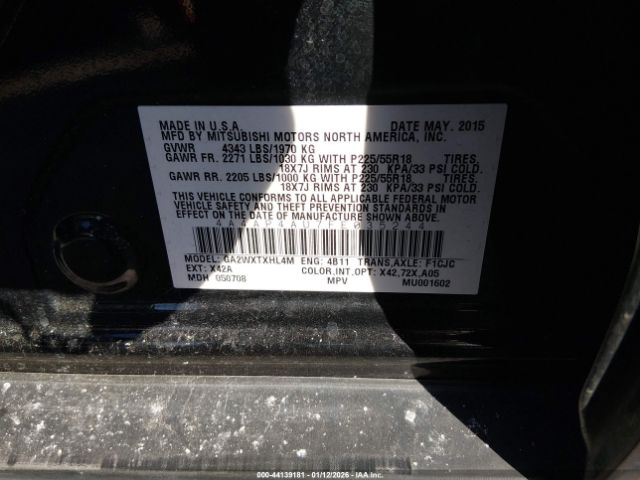 MADE IN U.S.A. DATE MAY. 2015
MFD BY MITSUBISHI MOTORS NORTH AMERICA, INC.
GVWR 4343 LBS/1970 KG
GAWR FR. 2271 LBS/1030 KG WITH P225/55R18 TIRES,
18X7J RIMS AT 230 KPA/33 PSI COLD.
GAWR RR. 2205 LBS/1000 KG WITH P225/55R18 TIRES,
18X7J RIMS AT 230 KPA/33 PSI COLD.
THIS VEHICLE CONFORMS TO ALL APPLICABLE FEDERAL MOTOR
VEHICLE SAFETY AND THEFT PREVENTION STANDARDS IN
EFFECT ON THE DATE OF MANUFACTURE SHOWN ABOVE.
MODEL: GA2WXTXHL4M ENG: 4B11 TRANS,AXLE: F1CJC
EXT: X42A COLOR,INT,OPT: X42,72X,A05
MDH 050708 MPV MU001602
000-44139181 - 01/12/2026 - IAAI.COM